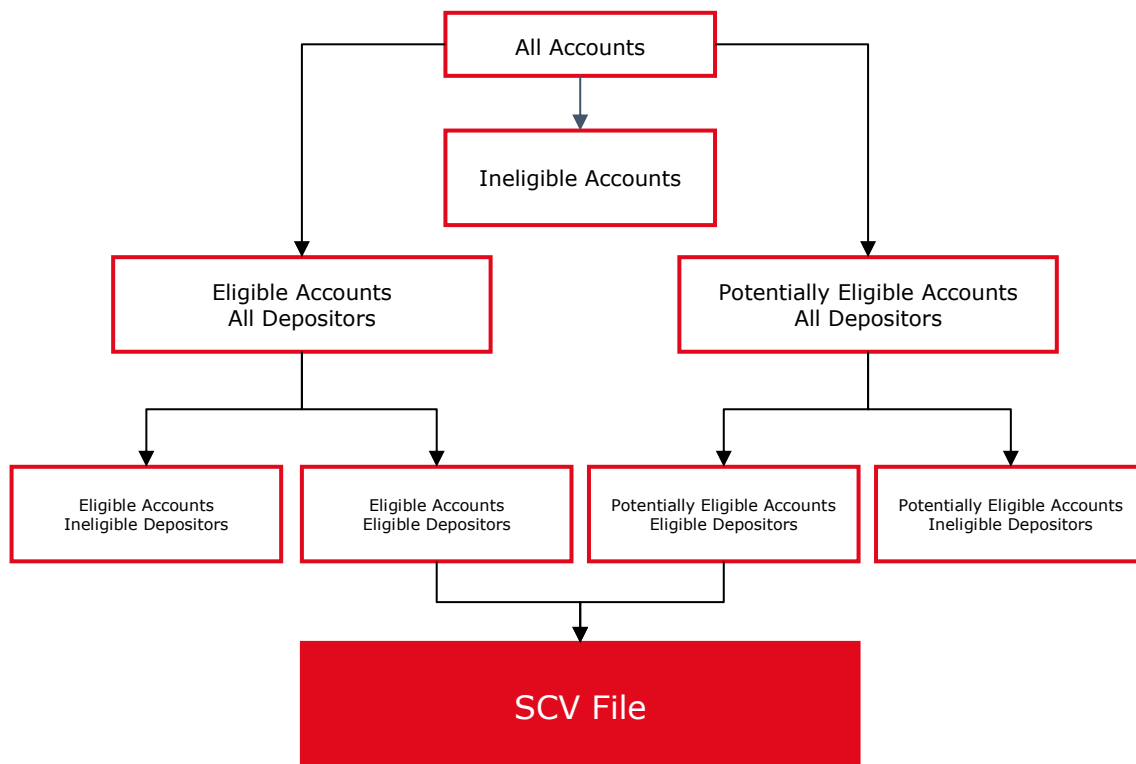 All Accounts
Ineligible Accounts
Eligible Accounts
All Depositors
Potentially Eligible Accounts
All Depositors
Eligible Accounts
Ineligible Depositors
Eligible Accounts
Eligible Depositors
Potentially Eligible Accounts
Eligible Depositors
Potentially Eligible Accounts
Ineligible Depositors
SCV File